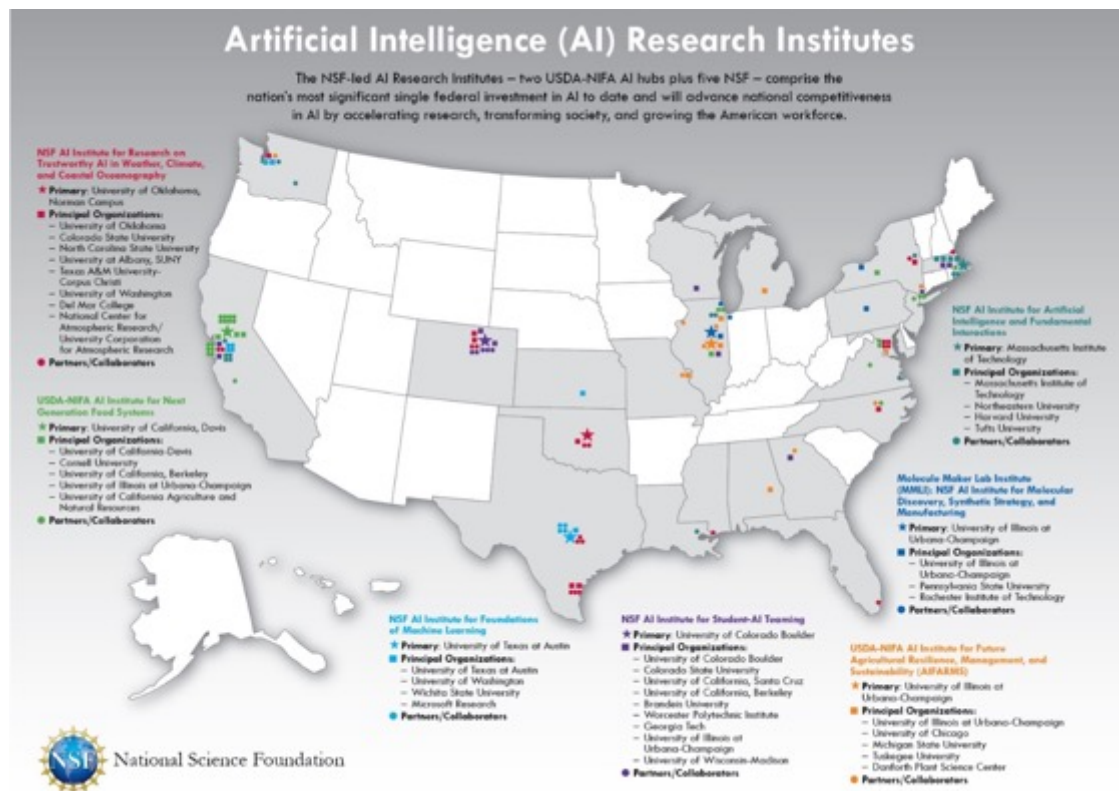 Artificial Intelligence (AI) Research Institutes
The NSF-led AI Research Institutes – two USDA-NIFA AI hubs plus five NSF – comprise the
nation's most significant single federal investment in AI to date and will advance national competitiveness
in AI by accelerating research, transforming society, and growing the American workforce.
NSF AI Institute for Research on
Trustworthy AI in Weather, Climate,
and Coastal Oceanography
Primary: University of Oklahoma,
Norman Campus
Principal Organizations:
– University of Oklahoma
– Colorado State University
– North Carolina State University
– University at Albany, SUNY
– Texas A&M University-
Corpus Christi
– University of Washington
– Del Mar College
– National Center for
Atmospheric Research/
University Corporation
for Atmospheric Research
Partners/Collaborators
USDA-NIFA AI Institute for Next
Generation Food Systems
Primary: University of California, Davis
Principal Organizations:
– University of California-Davis
– Cornell University
– University of California, Berkeley
– University of Illinois at Urbana-Champaign
– University of California Agriculture and
Natural Resources
Partners/Collaborators
NSF AI Institute for Artificial
Intelligence and Fundamental
Interactions
Primary: Massachusetts Institute
of Technology
Principal Organizations:
– Massachusetts Institute of
Technology
– Northeastern University
– Harvard University
– Tufts University
Partners/Collaborators
Molecule Maker Lab Institute
(MMLI): NSF AI Institute for Molecular
Discovery, Synthetic Strategy, and
Manufacturing
Primary: University of Illinois at
Urbana-Champaign
Principal Organizations:
– University of Illinois at
Urbana-Champaign
– Pennsylvania State University
– Rochester Institute of Technology
Partners/Collaborators
NSF AI Institute for Foundations
of Machine Learning
Primary: University of Texas at Austin
Principal Organizations:
– University of Texas at Austin
– University of Washington
– Wichita State University
– Microsoft Research
Partners/Collaborators
NSF AI Institute for Student-AI Teaming
Primary: University of Colorado Boulder
Principal Organizations:
– University of Colorado Boulder
– Colorado State University
– University of California, Santa Cruz
– University of California, Berkeley
– Brandeis University
– Worcester Polytechnic Institute
– Georgia Tech
– University of Illinois at
Urbana-Champaign
– University of Wisconsin-Madison
Partners/Collaborators
USDA-NIFA AI Institute for Future
Agricultural Resilience, Management, and
Sustainability (AIFARMS)
Primary: University of Illinois at
Urbana-Champaign
Principal Organizations:
– University of Illinois at Urbana-Champaign
– University of Chicago
– Michigan State University
– Tuskegee University
– Danforth Plant Science Center
Partners/Collaborators
NSF
National Science Foundation